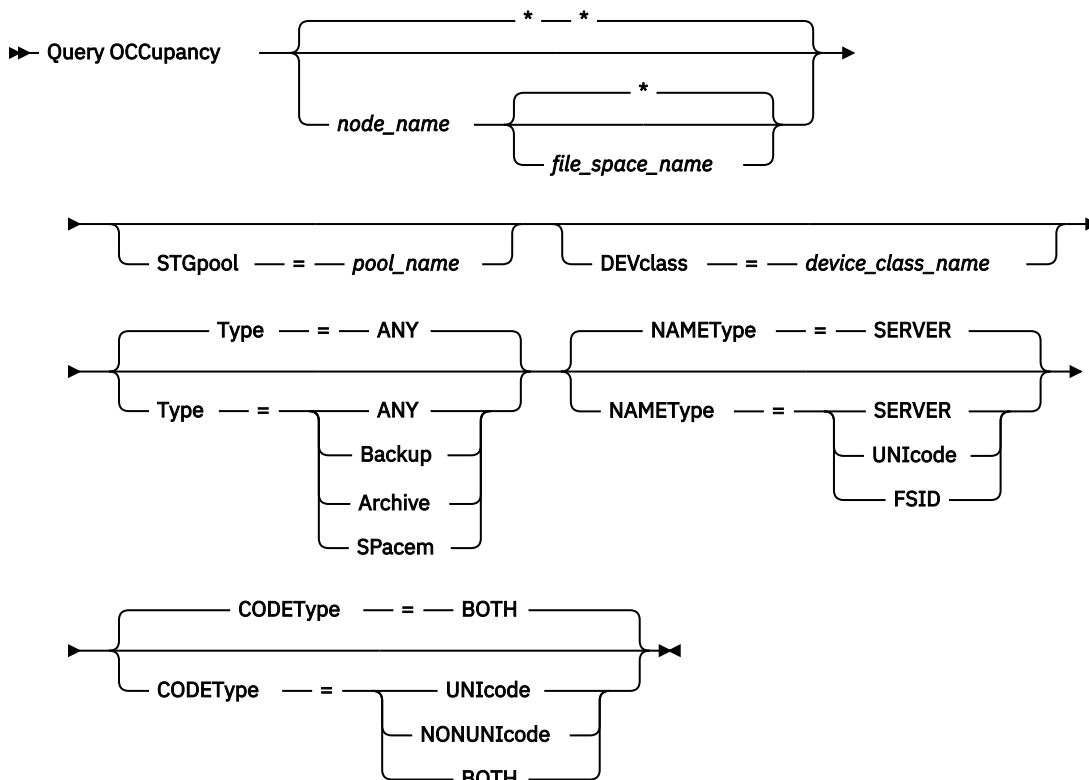 * *
Query OCCupancy
*
node_name
file_space_name
STGpool = pool_name DEVclass = device_class_name
Type = ANY NAMEType = SERVER
Type = ANY NAMEType = SERVER
Backup UNIcode
Archive FSID
SPacem
CODEType = BOTH
CODEType = UNIcode
NONUNIcode
BOTH